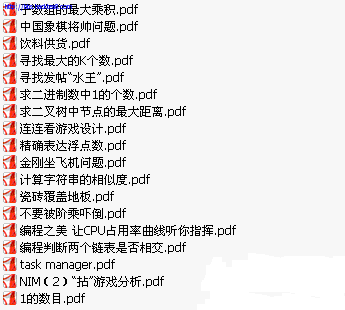 子数组的最大乘积.pdf
中国象棋将帅问题.pdf
饮料供货.pdf
寻找最大的K个数.pdf
寻找发帖“水王”.pdf
求二进制数中1的个数.pdf
求二叉树中节点的最大距离.pdf
连连看游戏设计.pdf
精确表达浮点数.pdf
金刚坐飞机问题.pdf
计算字符串的相似度.pdf
瓷砖覆盖地板.pdf
不要被阶乘吓倒.pdf
编程之美 让CPU占用率曲线听你指挥.pdf
编程判断两个链表是否相交.pdf
task manager.pdf
NIM（2）“拈”游戏分析.pdf
1的数目.pdf